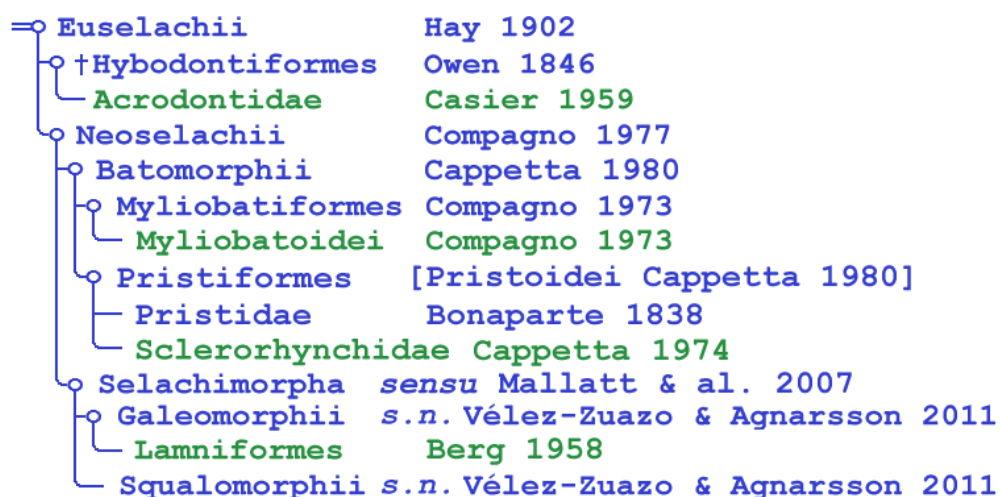 Euselachii Hay 1902
†Hybodontiformes Owen 1846
Acrodontidae Casier 1959
Neoselachii Compagno 1977
Batomorphii Cappetta 1980
Myliobatiformes Compagno 1973
Myliobatoidei Compagno 1973
Pristiformes [Pristoidei Cappetta 1980]
Pristidae Bonaparte 1838
Sclerorhynchidae Cappetta 1974
Selachimorpha sensu Mallatt & al. 2007
Galeomorphii s.n. Vélez-Zuazo & Agnarsson 2011
Lamniformes Berg 1958
Squalomorphii s.n. Vélez-Zuazo & Agnarsson 2011